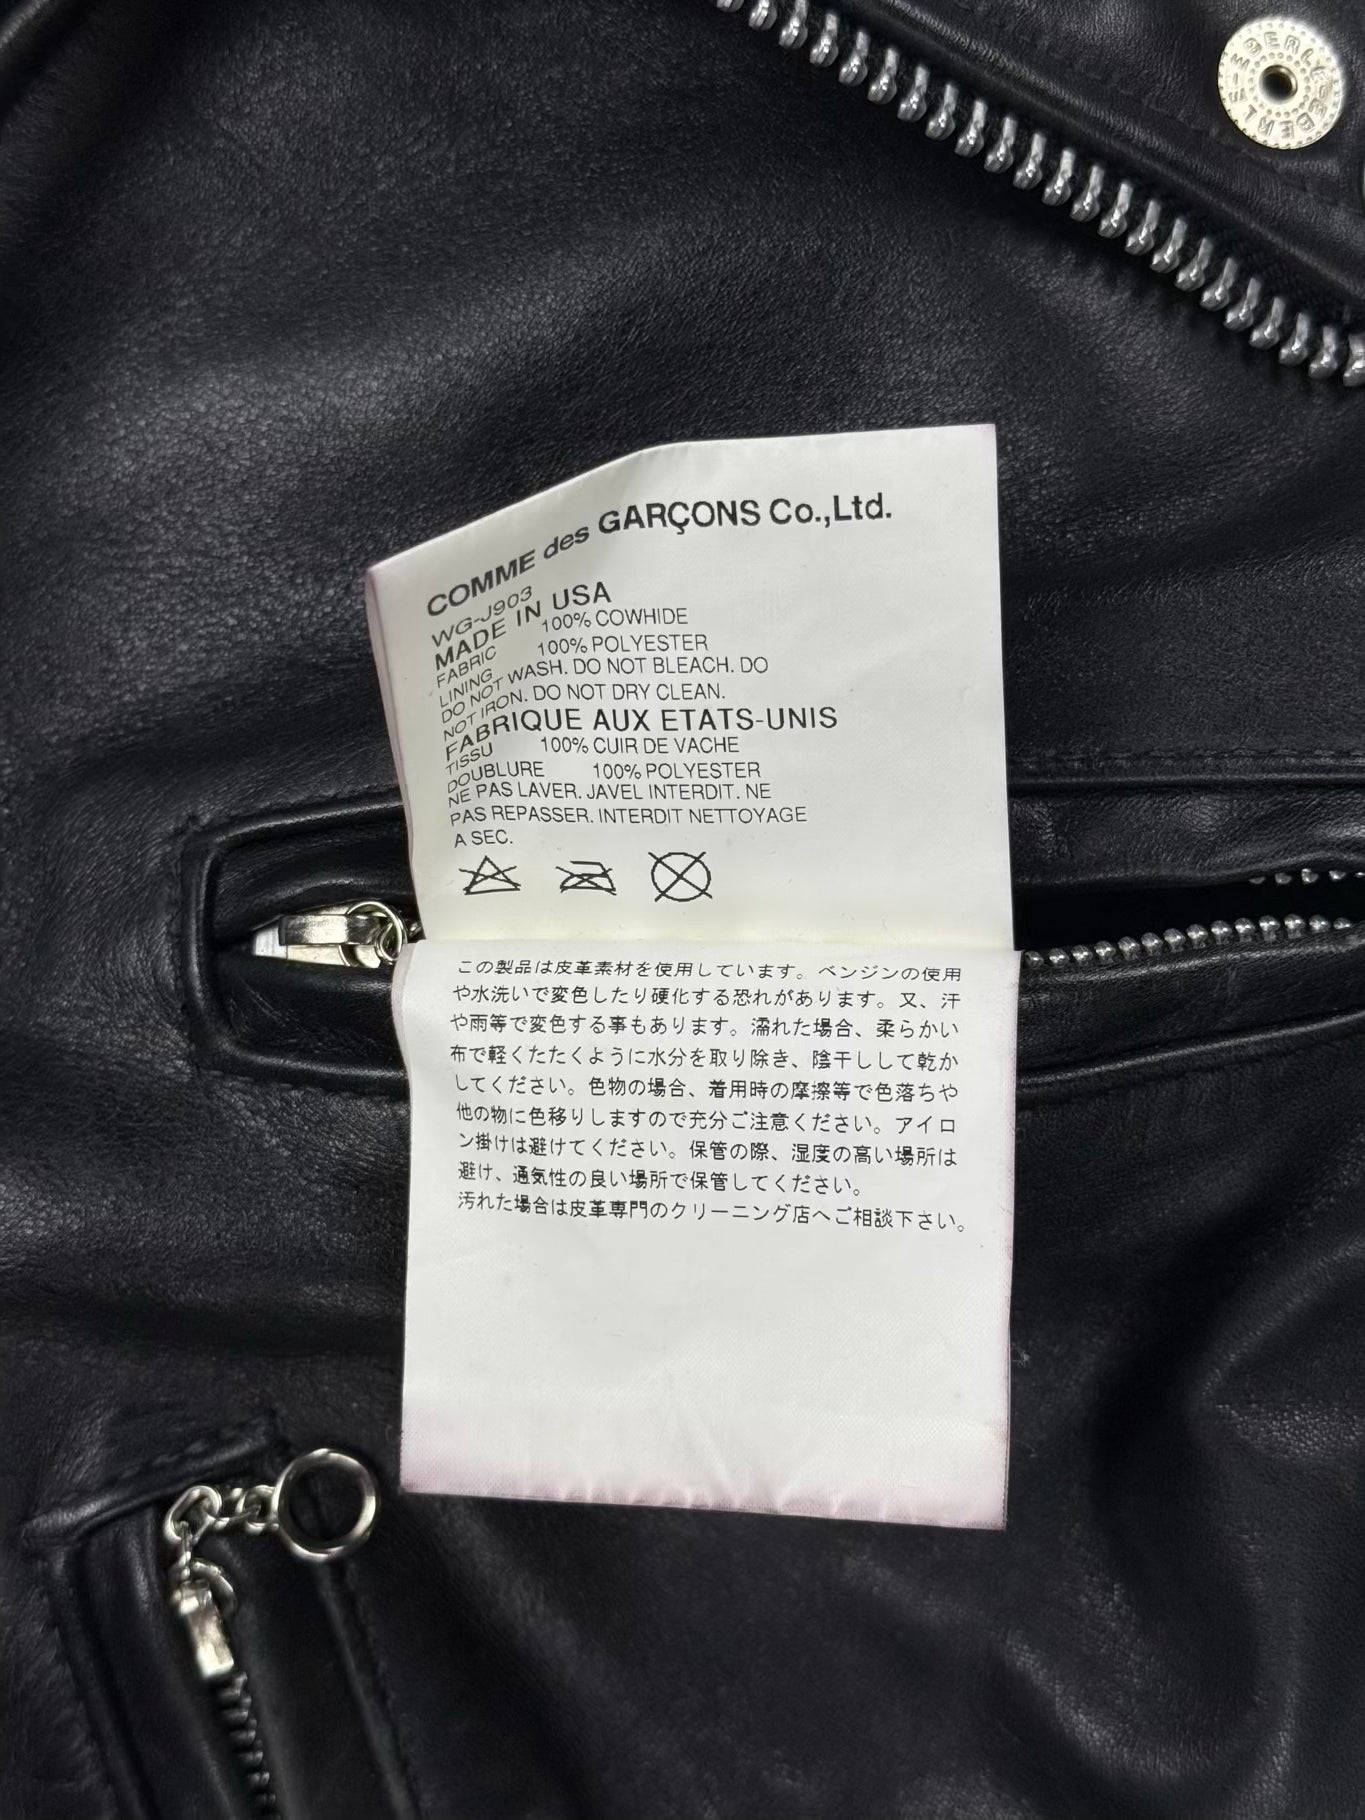 COMME des GARÇONS Co.,Ltd.
WG-J903
MADE IN USA
FABRIC 100% COWHIDE
LINING 100% POLYESTER
DO NOT WASH. DO NOT BLEACH. DO
NOT IRON. DO NOT DRY CLEAN.
FABRIQUE AUX ETATS-UNIS
TISSU 100% CUIR DE VACHE
DOUBLURE 100% POLYESTER
NE PAS LAVER. JAVEL INTERDIT. NE
PAS REPASSER. INTERDIT NETTOYAGE
A SEC.
この製品は皮革素材を使用しています。ベンジンの使用
や水洗いで変色したり硬化する恐れがあります。又、汗
や雨等で変色する事もあります。濡れた場合、柔らかい
布で軽くたたくように水分を取り除き、陰干しして乾か
してください。色物の場合、着用時の摩擦等で色落ちや
他の物に色移りしますので充分ご注意ください。アイロ
ン掛けは避けてください。保管の際、湿度の高い場所は
避け、通気性の良い場所で保管してください。
汚れた場合は皮革専門のクリーニング店へご相談下さい。